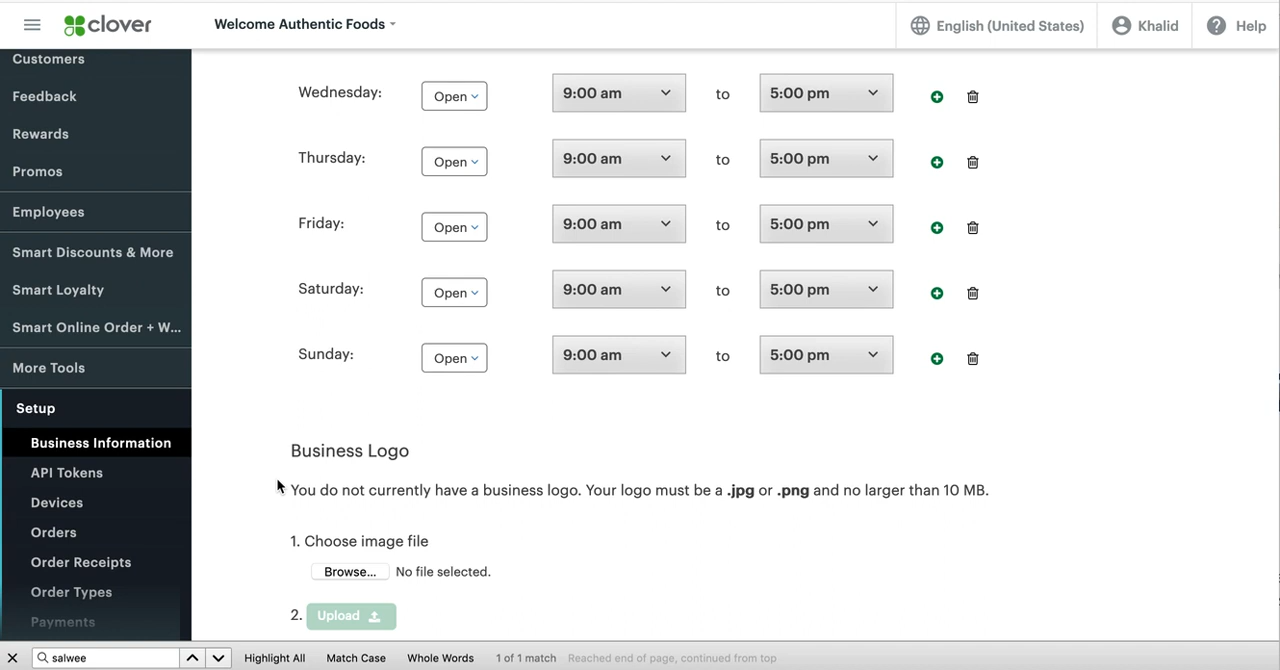 clover
Welcome Authentic Foods
English (United States)
Khalid
Help
Customers
Feedback
Rewards
Promos
Employees
Smart Discounts & More
Smart Loyalty
Smart Online Order + W...
More Tools
Setup
Business Information
API Tokens
Devices
Orders
Order Receipts
Order Types
Payments
Wednesday: Open 9:00 am to 5:00 pm
Thursday: Open 9:00 am to 5:00 pm
Friday: Open 9:00 am to 5:00 pm
Saturday: Open 9:00 am to 5:00 pm
Sunday: Open 9:00 am to 5:00 pm
Business Logo
You do not currently have a business logo. Your logo must be a .jpg or .png and no larger than 10 MB.
1. Choose image file
Browse... No file selected.
2. Upload
salwee Highlight All Match Case Whole Words 1 of 1 match Reached end of page, continued from top